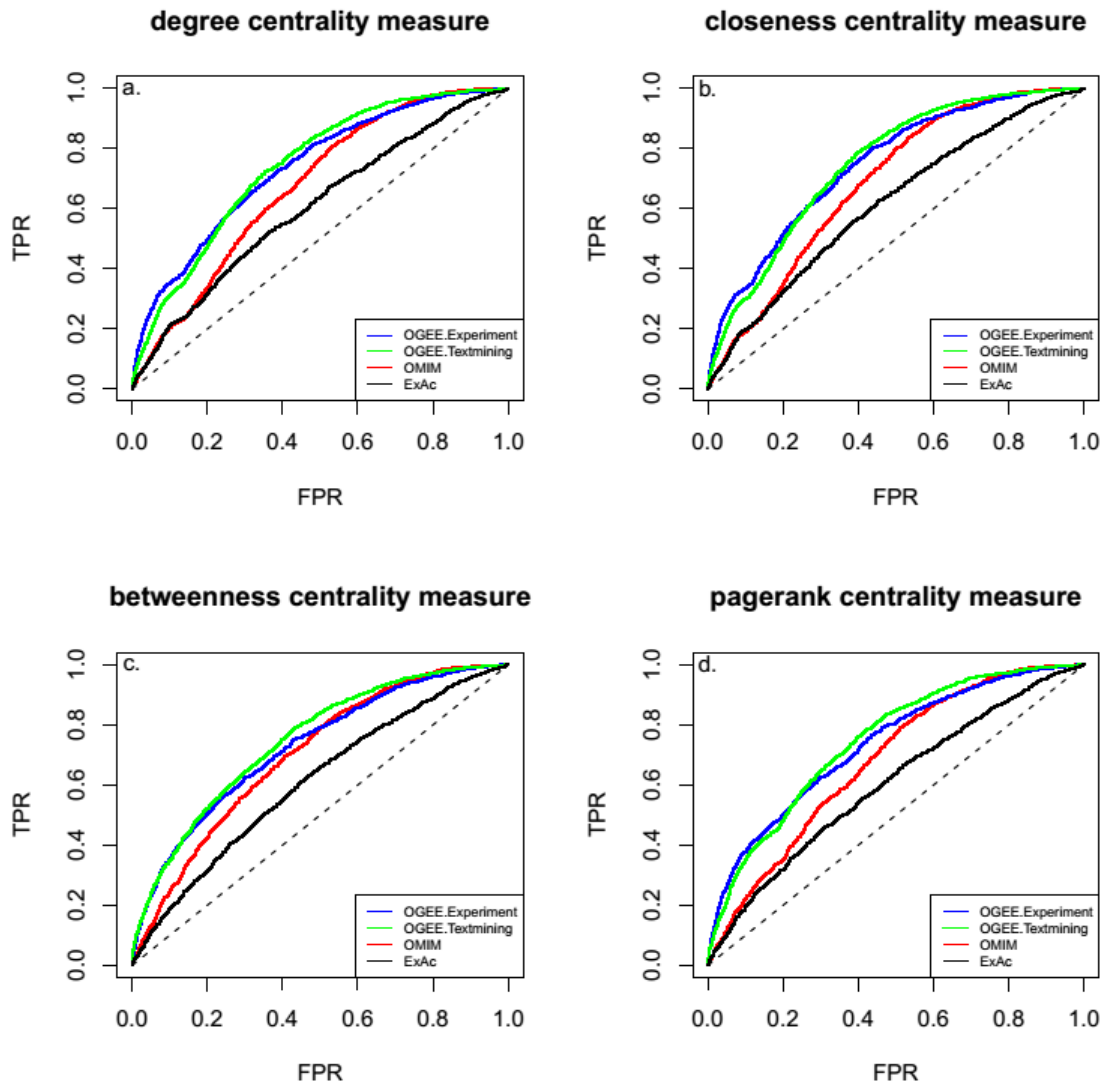 degree centrality measure
a.
1.0
0.8
0.6
0.4
0.2
0.0
TPR
OGEE.Experiment
OGEE.Textmining
OMIM
ExAc
0.0 0.2 0.4 0.6 0.8 1.0
FPR
closeness centrality measure
b.
1.0
0.8
0.6
0.4
0.2
0.0
TPR
OGEE.Experiment
OGEE.Textmining
OMIM
ExAc
0.0 0.2 0.4 0.6 0.8 1.0
FPR
betweenness centrality measure
c.
1.0
0.8
0.6
0.4
0.2
0.0
TPR
OGEE.Experiment
OGEE.Textmining
OMIM
ExAc
0.0 0.2 0.4 0.6 0.8 1.0
FPR
pagerank centrality measure
d.
1.0
0.8
0.6
0.4
0.2
0.0
TPR
OGEE.Experiment
OGEE.Textmining
OMIM
ExAc
0.0 0.2 0.4 0.6 0.8 1.0
FPR